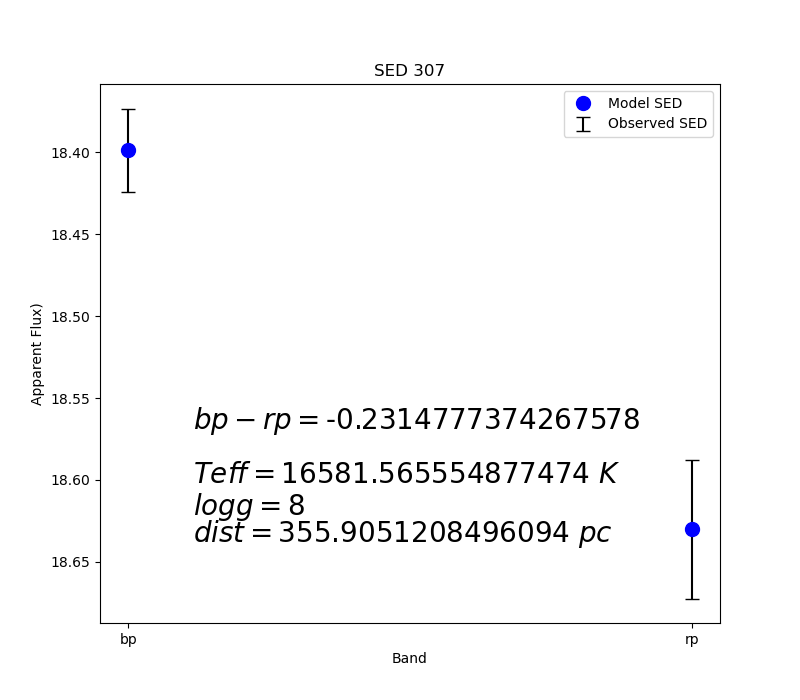 SED 307
Model SED
Observed SED
18.40
18.45
18.50
18.55
18.60
18.65
Apparent Flux)
bp − rp = -0.2314777374267578
Teff = 16581.565554877474 K
logg = 8
dist = 355.9051208496094 pc
bp
rp
Band